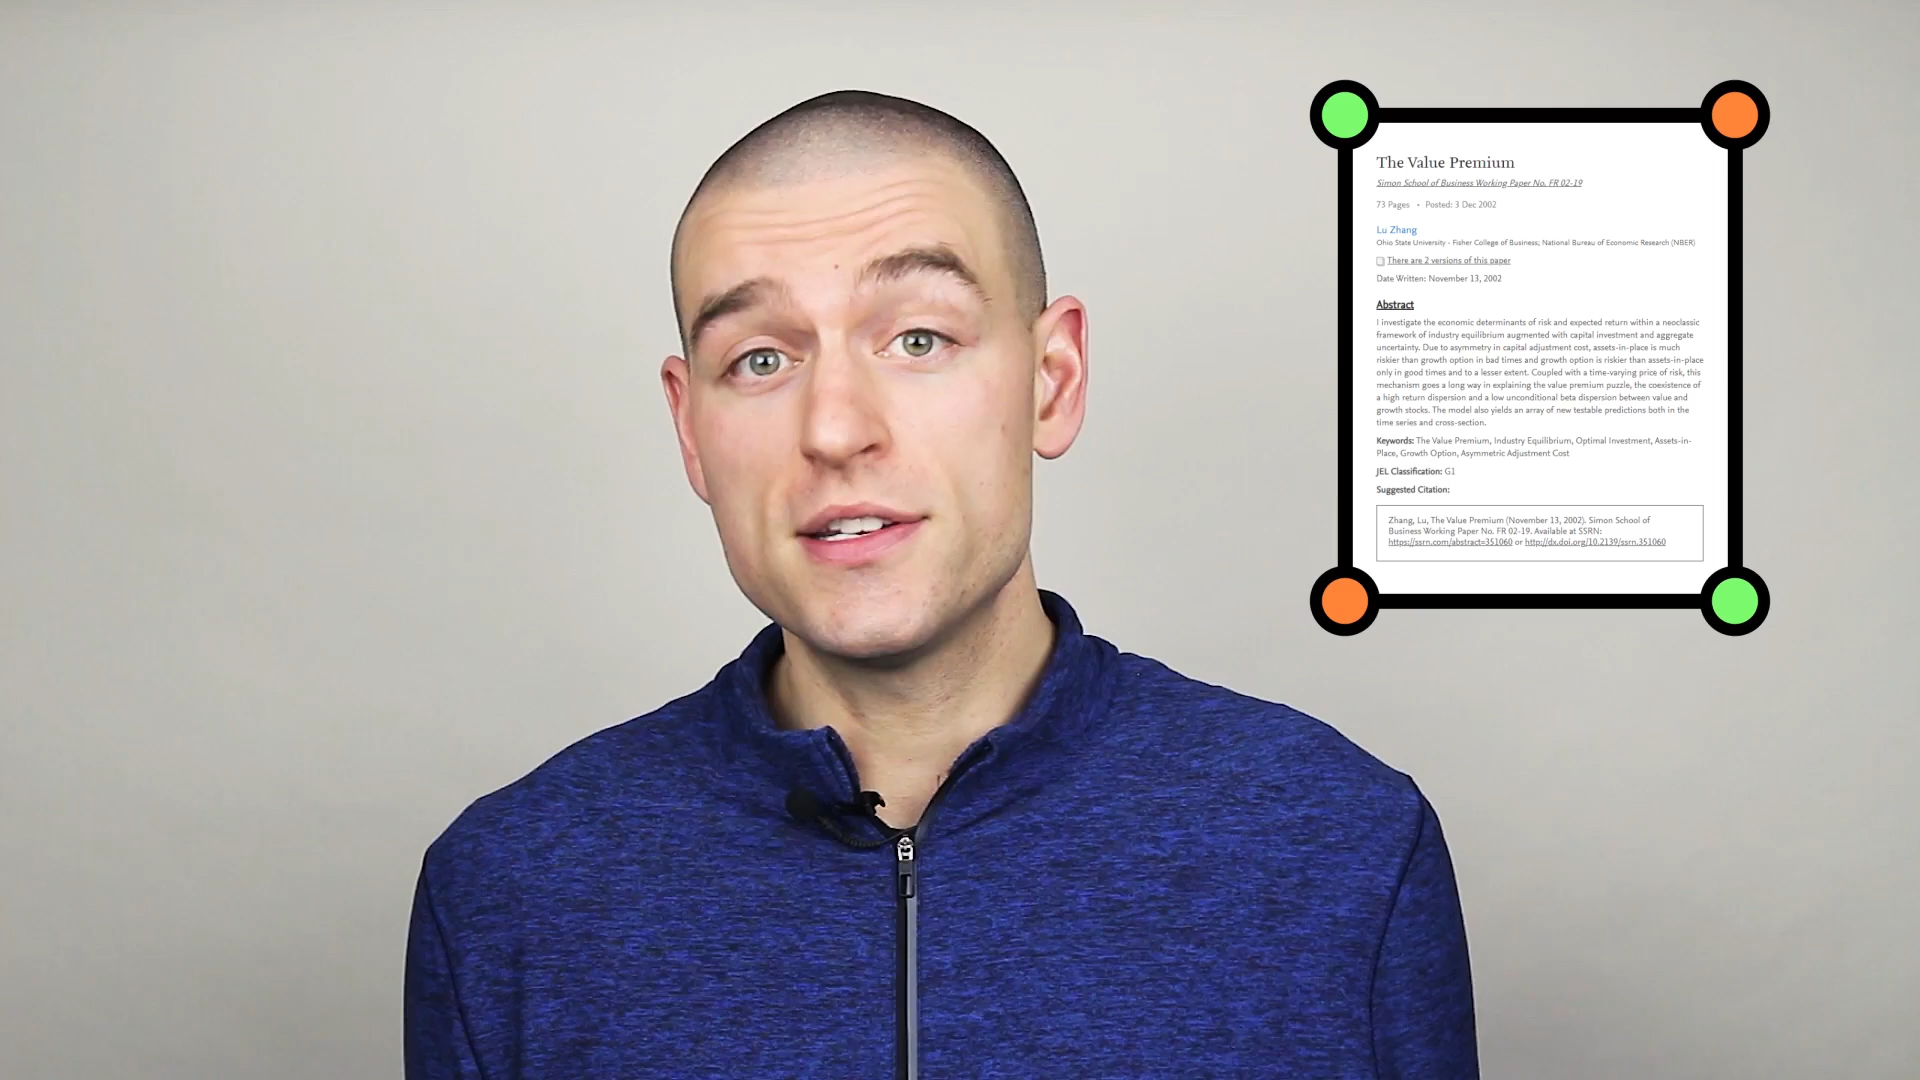 The Value Premium
Simon School of Business Working Paper No. FR 02-19
73 Pages • Posted: 3 Dec 2002
Lu Zhang
Ohio State University - Fisher College of Business; National Bureau of Economic Research (NBER)
There are 2 versions of this paper
Date Written: November 13, 2002
Abstract
I investigate the economic determinants of risk and expected return within a neoclassic
framework of industry equilibrium augmented with capital investment and aggregate
uncertainty. Due to asymmetry in capital adjustment cost, assets-in-place is much
riskier than growth option in bad times and growth option is riskier than assets-in-place
only in good times and to a lesser extent. Coupled with a time-varying price of risk, this
mechanism goes a long way in explaining the value premium puzzle, the coexistence of
a high return dispersion and a low unconditional beta dispersion between value and
growth stocks. The model also yields an array of new testable predictions both in the
time series and cross-section.
Keywords: The Value Premium, Industry Equilibrium, Optimal Investment, Assets-in-
Place, Growth Option, Asymmetric Adjustment Cost
JEL Classification: G1
Suggested Citation:
Zhang, Lu, The Value Premium (November 13, 2002). Simon School of
Business Working Paper No. FR 02-19. Available at SSRN:
https://ssrn.com/abstract=351060 or http://dx.doi.org/10.2139/ssrn.351060